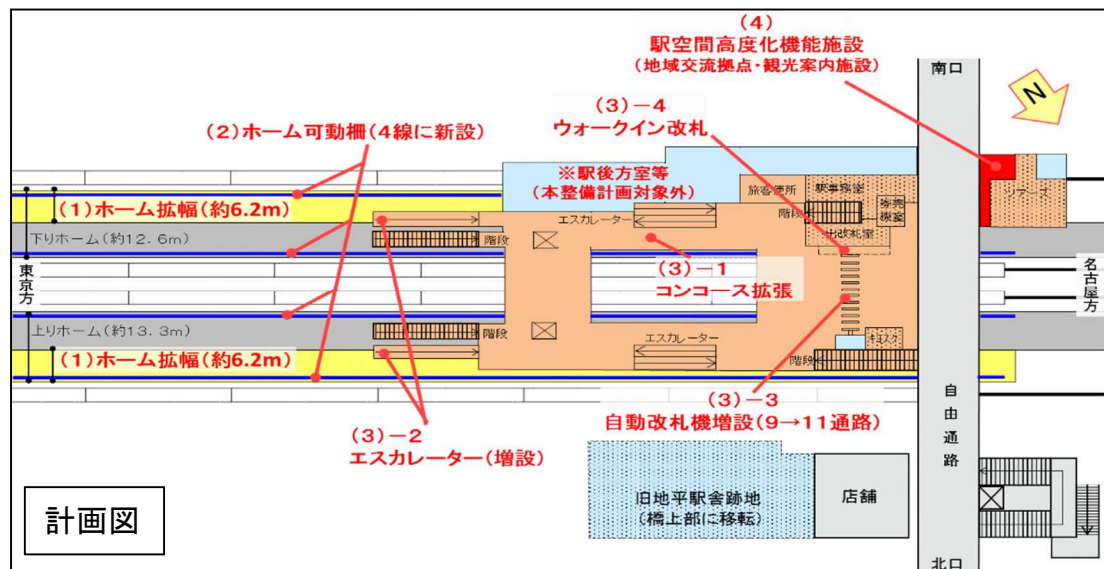 (4)
駅空間高度化機能施設
(地域交流拠点・観光案内施設)
南口
N
(3)-4
ウォークイン改札
(2)ホーム可動柵(4線に新設)
※駅後方室等
(本整備計画対象外)
旅客便所
駅事務室
階段
券売
機室
ツアーズ
(1)ホーム拡幅(約6.2m)
エスカレーター
出改札室
下りホーム(約12.6m)
階段
(3)-1
コンコース拡張
東京方
名古屋方
上りホーム(約13.3m)
階段
エスカレーター
キヨスク
(1)ホーム拡幅(約6.2m)
階段
(3)-3
自動改札機増設(9→11通路)
自由通路
(3)-2
エスカレーター(増設)
旧地平駅舎跡地
(橋上部に移転)
店舗
計画図
北口